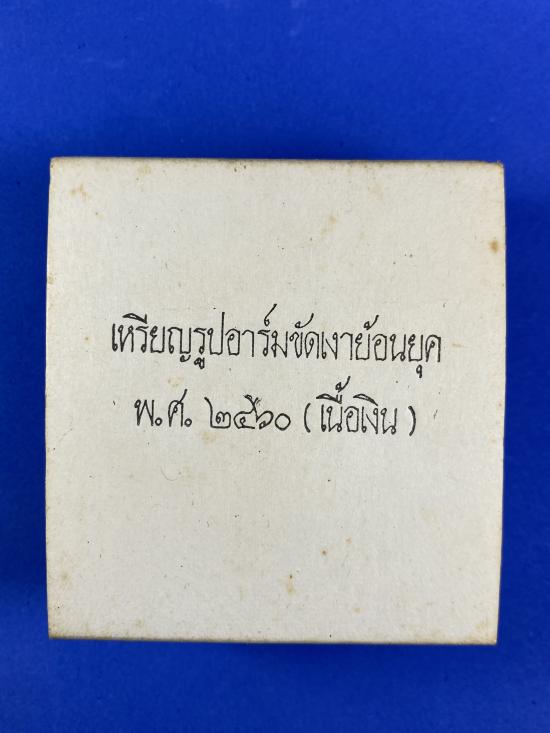 เหรียญรูปอาร์มขัดเงาย้อนยุค
พ.ศ. ๒๔๖๐ (เนื้อเงิน)